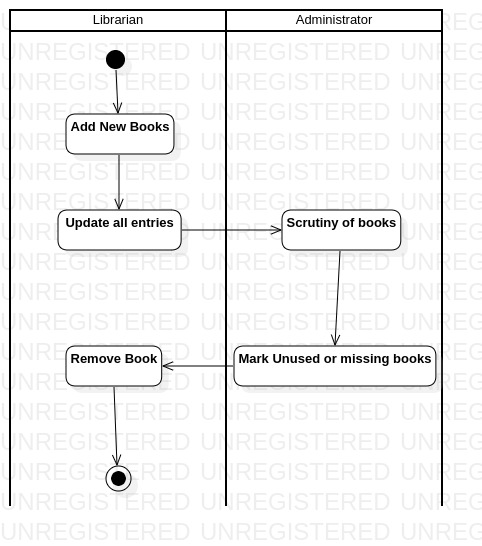 Librarian Administrator
Add New Books
Update all entries Scrutiny of books
Remove Book Mark Unused or missing books
UNREGISTERED UNREGISTERED UNREG